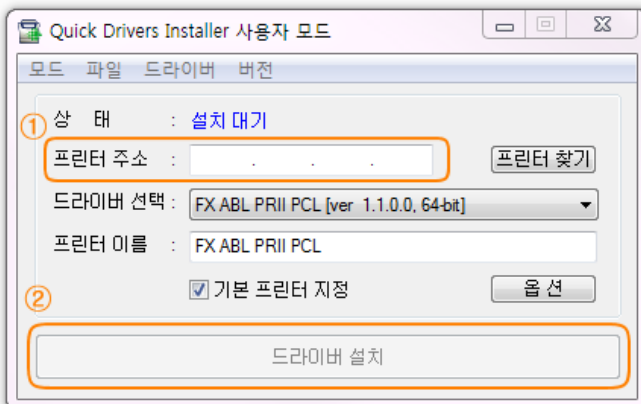 Quick Drivers Installer 사용자 모드
모드 파일 드라이버 버전
① 상 태 : 설치 대기
프린터 주소 : . . . 프린터 찾기
드라이버 선택 : FX ABL PRII PCL [ver 1.1.0.0, 64-bit]
프린터 이름 : FX ABL PRII PCL
기본 프린터 지정 옵 션
②
드라이버 설치